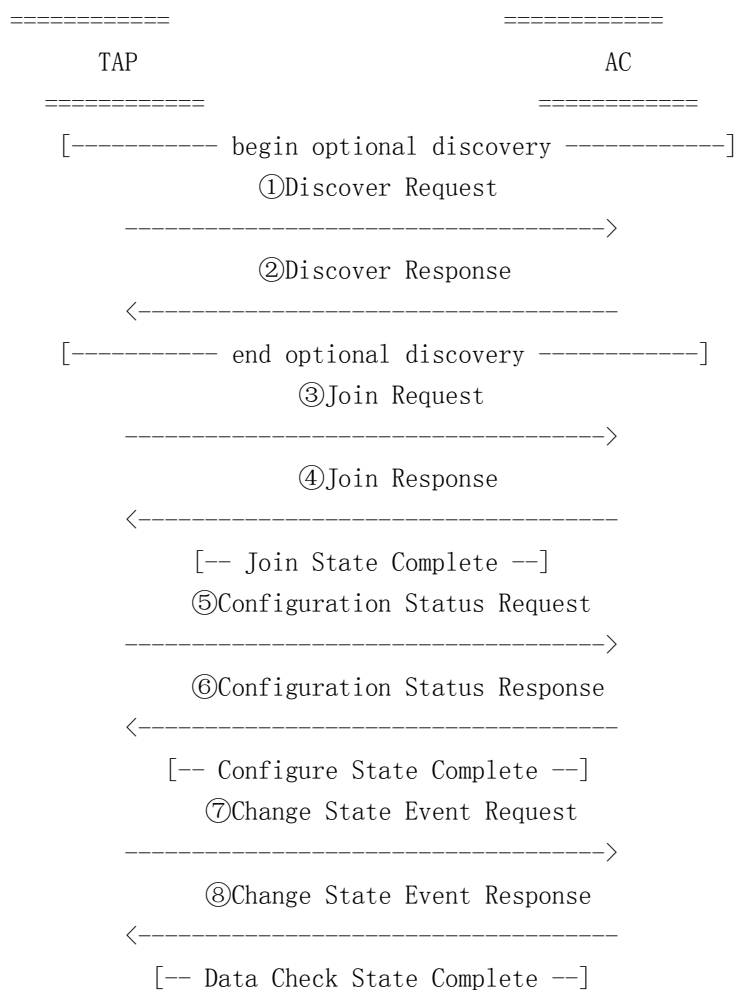 ============ ============
TAP AC
============ ============
[----------- begin optional discovery ------------]
①Discover Request
------------------------------------>
②Discover Response
<------------------------------------
[----------- end optional discovery ------------]
③Join Request
------------------------------------>
④Join Response
<------------------------------------
[-- Join State Complete --]
⑤Configuration Status Request
------------------------------------>
⑥Configuration Status Response
<------------------------------------
[-- Configure State Complete --]
⑦Change State Event Request
------------------------------------>
⑧Change State Event Response
<------------------------------------
[-- Data Check State Complete --]